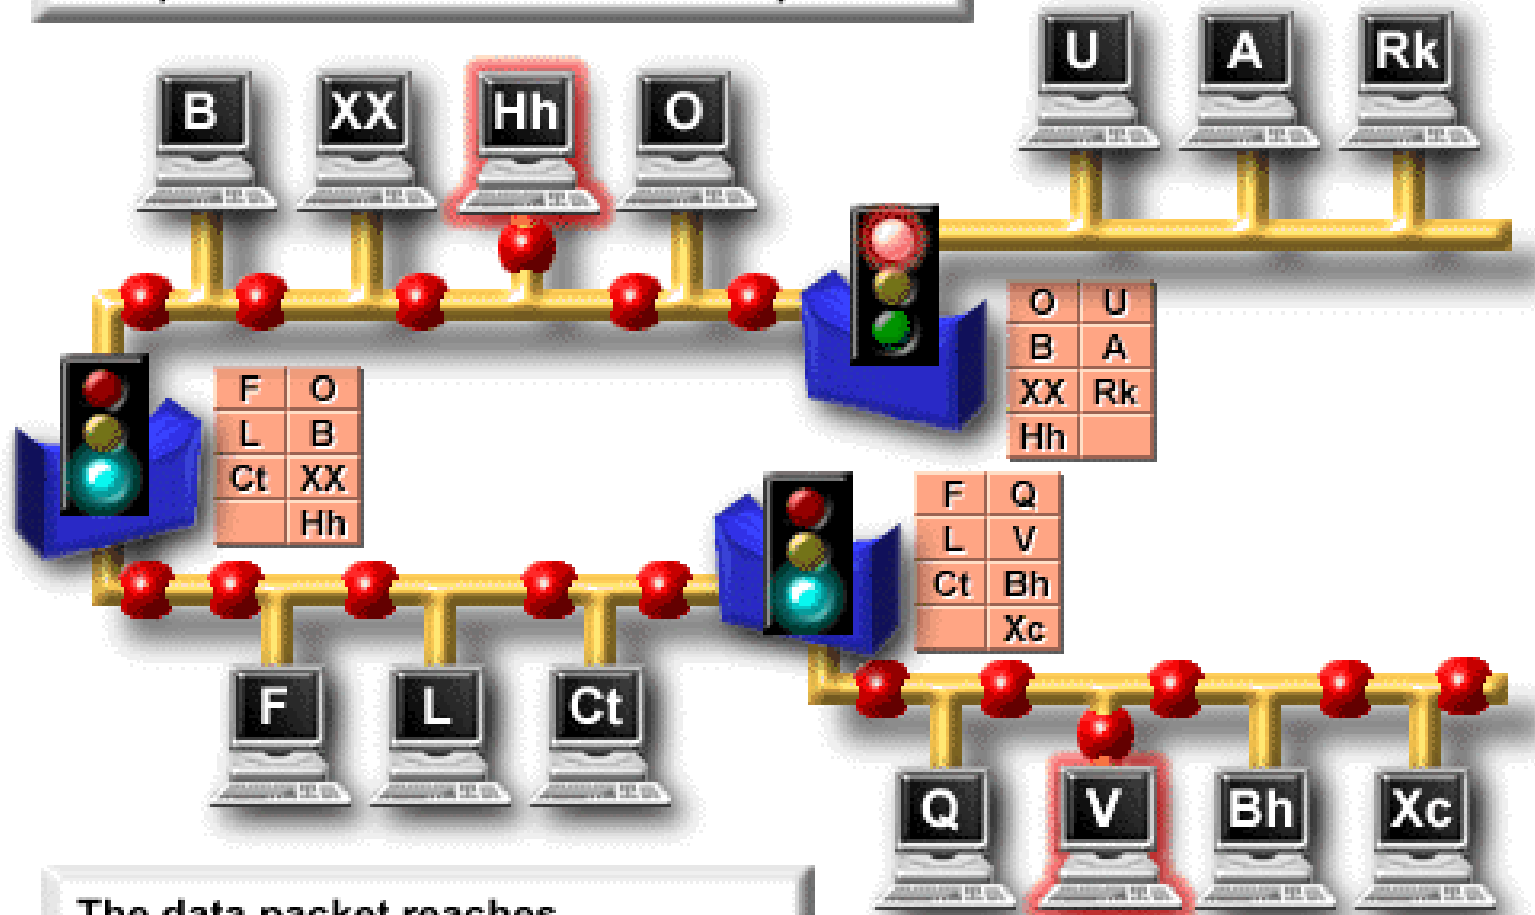 U A Rk
B XX Hh O
O U
B A
XX Rk
Hh
F O
L B
Ct XX
Hh
F Q
L V
Ct Bh
Xc
F L Ct
Q V Bh Xc
The data packet reaches